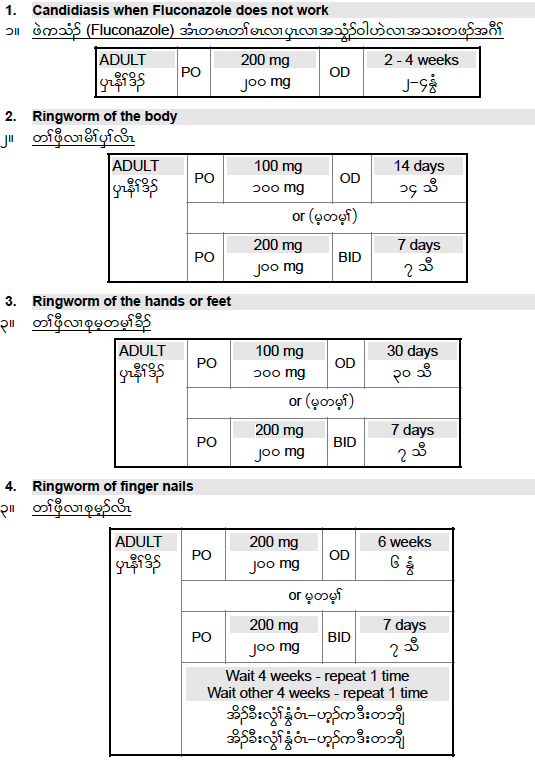 1. Candidiasis when Fluconazole does not work
၁။ ဖဲကသံၣ် (Fluconazole) အံၤတမၤတၢ်မၤလၢပှၤလၢအသွံၣ်ဝါဟဲလၢအသးတဖၣ်အဂီၢ်
ADULT PO 200 mg OD 2 - 4 weeks
ပှၤနီၢ်ဒိၣ် ၂၀၀ mg ၂–၄နွံ
2. Ringworm of the body
၂။ တၢ်ဖှီလၢမိၢ်ပှၢ်လိၤ
ADULT PO 100 mg OD 14 days
ပှၤနီၢ်ဒိၣ် ၁၀၀ mg ၁၄ သီ
or (မ့တမ့ၢ်)
PO 200 mg BID 7 days
၂၀၀ mg ၇ သီ
3. Ringworm of the hands or feet
၃။ တၢ်ဖှီလၢစုမ့တမ့ၢ်ခီၣ်
ADULT PO 100 mg OD 30 days
ပှၤနီၢ်ဒိၣ် ၁၀၀ mg ၃၀ သီ
or (မ့တမ့ၢ်)
PO 200 mg BID 7 days
၂၀၀ mg ၇ သီ
4. Ringworm of finger nails
၃။ တၢ်ဖှီလၢစုမ့ၣ်လိၤ
ADULT PO 200 mg OD 6 weeks
ပှၤနီၢ်ဒိၣ် ၂၀၀ mg ၆ နွံ
or မ့တမ့ၢ်
PO 200 mg BID 7 days
၂၀၀ mg ၇ သီ
Wait 4 weeks - repeat 1 time
Wait other 4 weeks - repeat 1 time
အိၣ်ခီးလွံၢ်နွံဝံၤ–ဟ့ၣ်ကဒီးတဘျီ
အိၣ်ခီးလွံၢ်နွံဝံၤ–ဟ့ၣ်ကဒီးတဘျီ